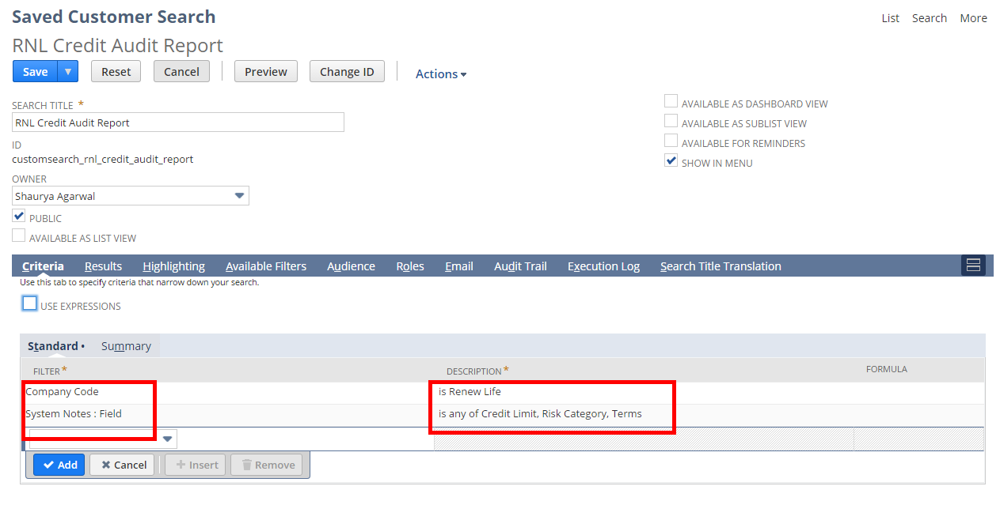 Saved Customer Search
List Search More
RNL Credit Audit Report
Save Reset Cancel Preview Change ID Actions
SEARCH TITLE *
RNL Credit Audit Report
ID
customsearch_rnl_credit_audit_report
OWNER
Shaurya Agarwal
PUBLIC
AVAILABLE AS LIST VIEW
AVAILABLE AS DASHBOARD VIEW
AVAILABLE AS SUBLIST VIEW
AVAILABLE FOR REMINDERS
SHOW IN MENU
Criteria Results Highlighting Available Filters Audience Roles Email Audit Trail Execution Log Search Title Translation
Use this tab to specify criteria that narrow down your search.
USE EXPRESSIONS
Standard • Summary
FILTER * DESCRIPTION * FORMULA
Company Code is Renew Life
System Notes : Field is any of Credit Limit, Risk Category, Terms
Add Cancel Insert Remove